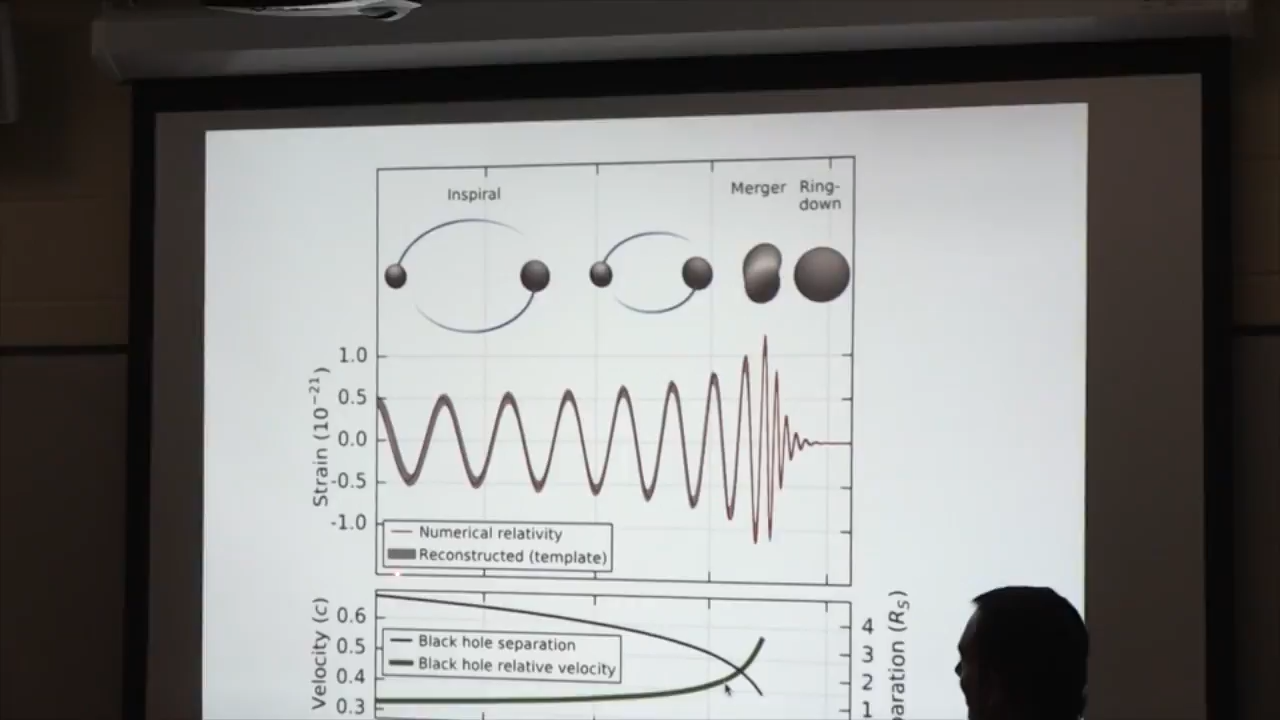 Inspiral
Merger
Ring-
down
1.0
0.5
0.0
-0.5
-1.0
Strain (10⁻²¹)
Numerical relativity
Reconstructed (template)
0.6
0.5
0.4
0.3
Velocity (c)
Black hole separation
Black hole relative velocity
4
3
2
1
paration (R_S)